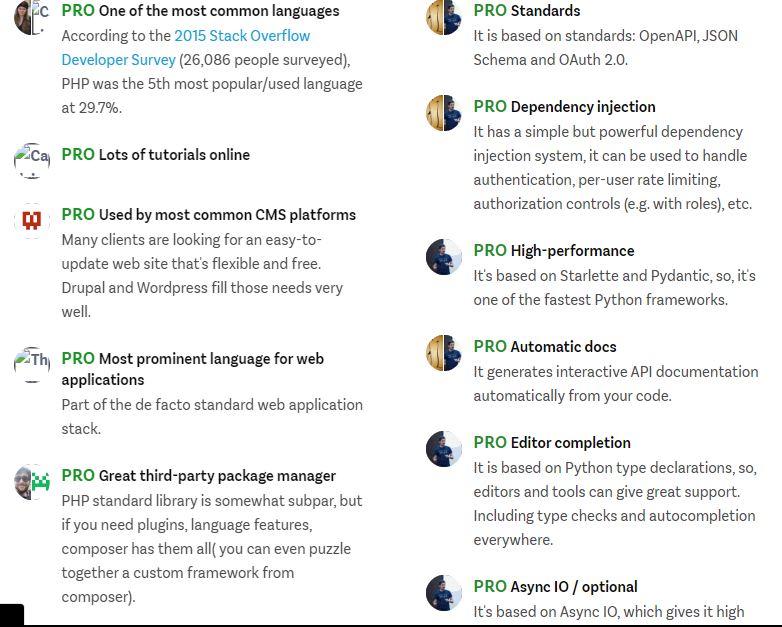 PRO One of the most common languages
According to the 2015 Stack Overflow
Developer Survey (26,086 people surveyed),
PHP was the 5th most popular/used language
at 29.7%.
PRO Lots of tutorials online
PRO Used by most common CMS platforms
Many clients are looking for an easy-to-
update web site that's flexible and free.
Drupal and Wordpress fill those needs very
well.
PRO Most prominent language for web
applications
Part of the de facto standard web application
stack.
PRO Great third-party package manager
PHP standard library is somewhat subpar, but
if you need plugins, language features,
composer has them all( you can even puzzle
together a custom framework from
composer).
PRO Standards
It is based on standards: OpenAPI, JSON
Schema and OAuth 2.0.
PRO Dependency injection
It has a simple but powerful dependency
injection system, it can be used to handle
authentication, per-user rate limiting,
authorization controls (e.g. with roles), etc.
PRO High-performance
It's based on Starlette and Pydantic, so, it's
one of the fastest Python frameworks.
PRO Automatic docs
It generates interactive API documentation
automatically from your code.
PRO Editor completion
It is based on Python type declarations, so,
editors and tools can give great support.
Including type checks and autocompletion
everywhere.
PRO Async IO / optional
It's based on Async IO, which gives it high